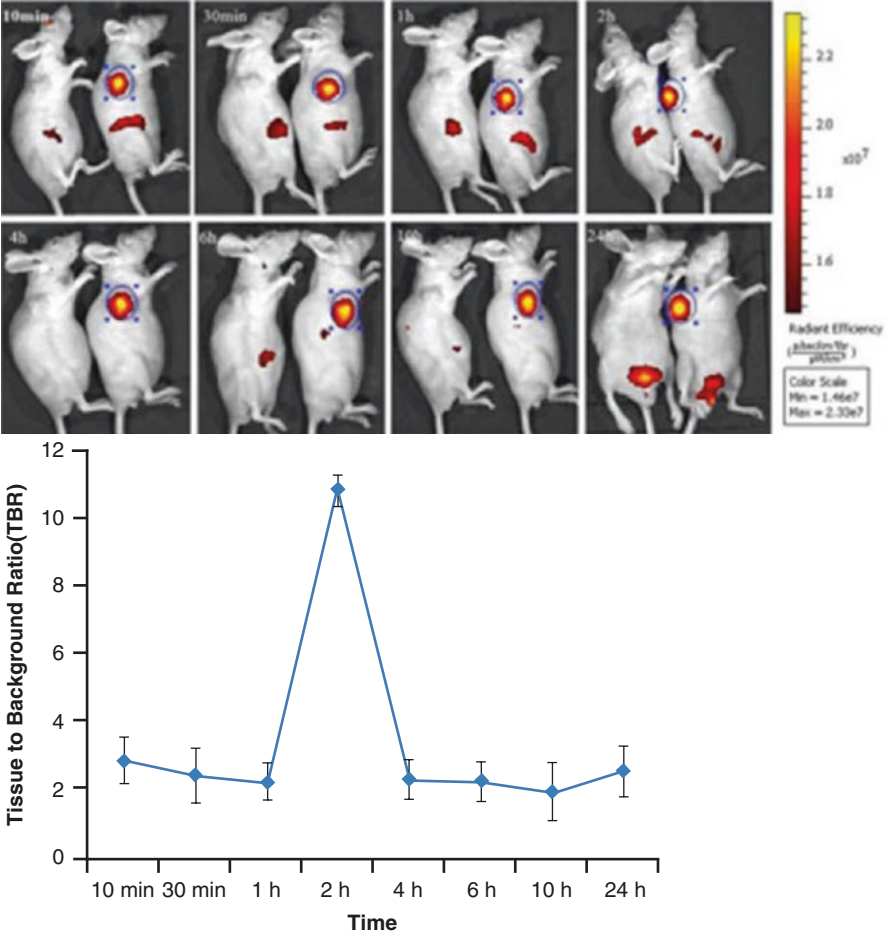 10min
30min
1h
2h
4h
6h
24h
2.2
2.0
1.8
1.6
x10⁷
Radiant Efficiency
Color Scale
Min = 1.46e7
Max = 2.33e7
12
10
8
6
4
2
0
Tissue to Background Ratio(TBR)
10 min 30 min 1 h 2 h 4 h 6 h 10 h 24 h
Time